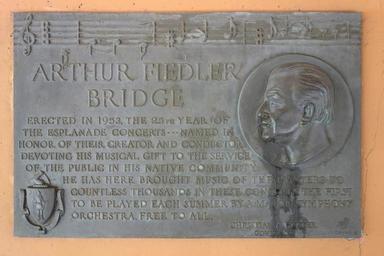 ARTHUR FIEDLER
BRIDGE
ERECTED IN 1953, THE 25TH YEAR OF
THE ESPLANADE CONCERTS --- NAMED IN
HONOR OF THEIR CREATOR AND CONDUCTOR
DEVOTING HIS MUSICAL GIFT TO THE SERVICE
OF THE PUBLIC IN HIS NATIVE COMMUNITY
HE HAS HERE BROUGHT MUSIC OF THE MASTERS TO
COUNTLESS THOUSANDS IN THESE CONCERTS, THE FIRST
TO BE PLAYED EACH SUMMER BY A MAJOR SYMPHONY
ORCHESTRA, FREE TO ALL.